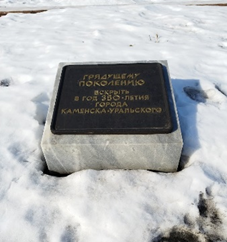 ГРЯДУЩЕМУ
ПОКОЛЕНИЮ
ВСКРЫТЬ
В ГОД 350-ЛЕТИЯ
ГОРОДА
КАМЕНСКА-УРАЛЬСКОГО